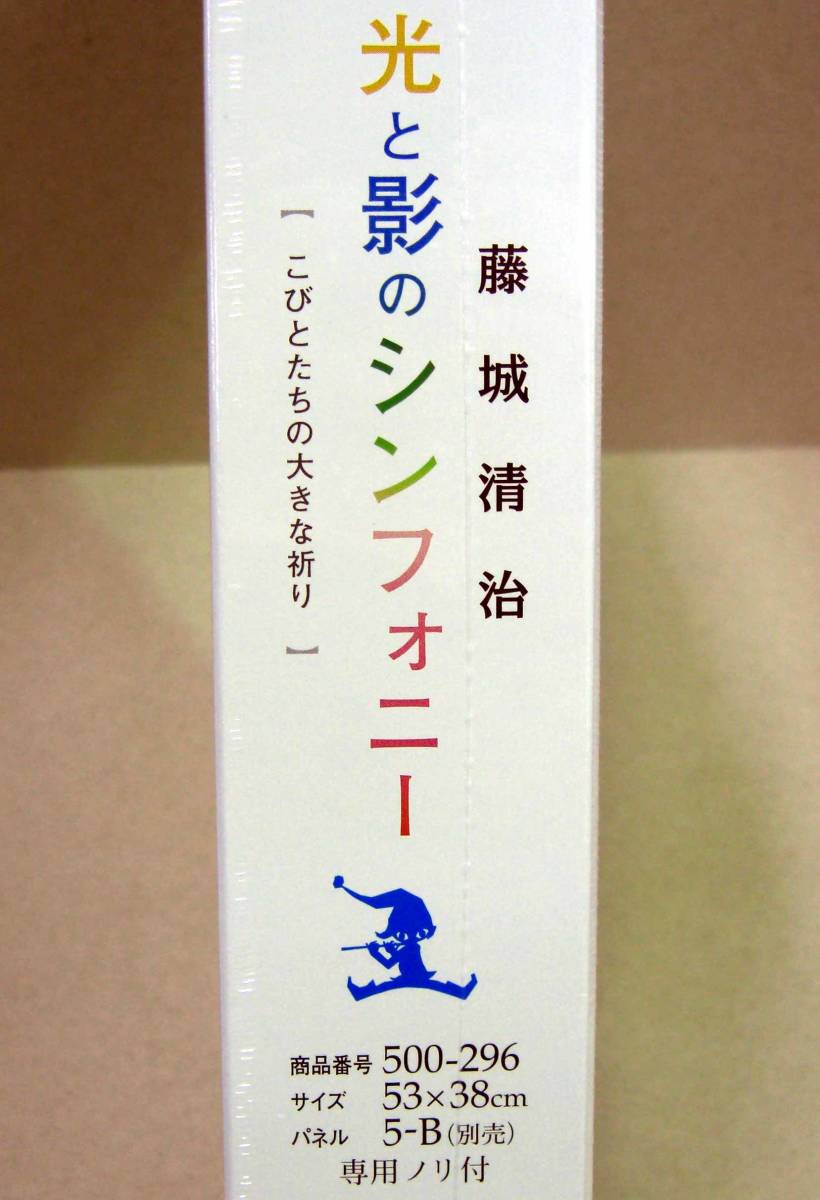 藤城清治
光と影のシンフォニー
【こびとたちの大きな祈り】
商品番号 500-296
サイズ 53×38cm
パネル 5-B(別売)
専用ノリ付